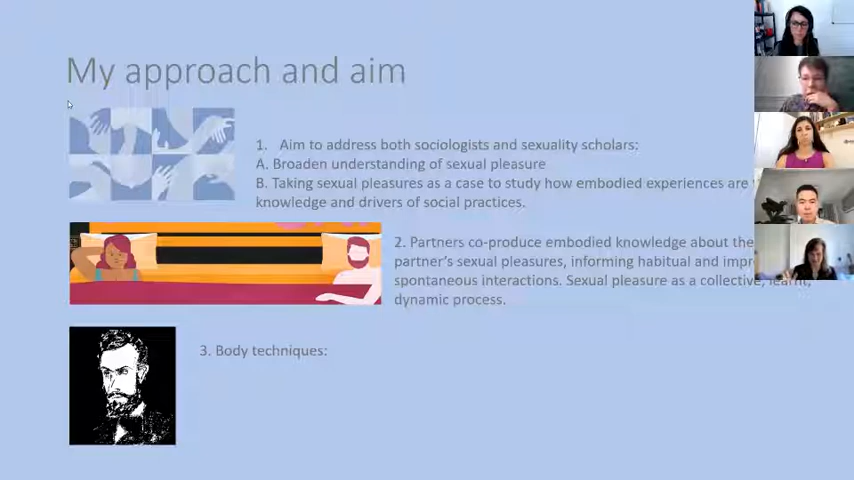 My approach and aim
1. Aim to address both sociologists and sexuality scholars:
A. Broaden understanding of sexual pleasure
B. Taking sexual pleasures as a case to study how embodied experiences are
knowledge and drivers of social practices.
2. Partners co-produce embodied knowledge about the
partner's sexual pleasures, informing habitual and
spontaneous interactions. Sexual pleasure as a collective, learnt,
dynamic process.
3. Body techniques: